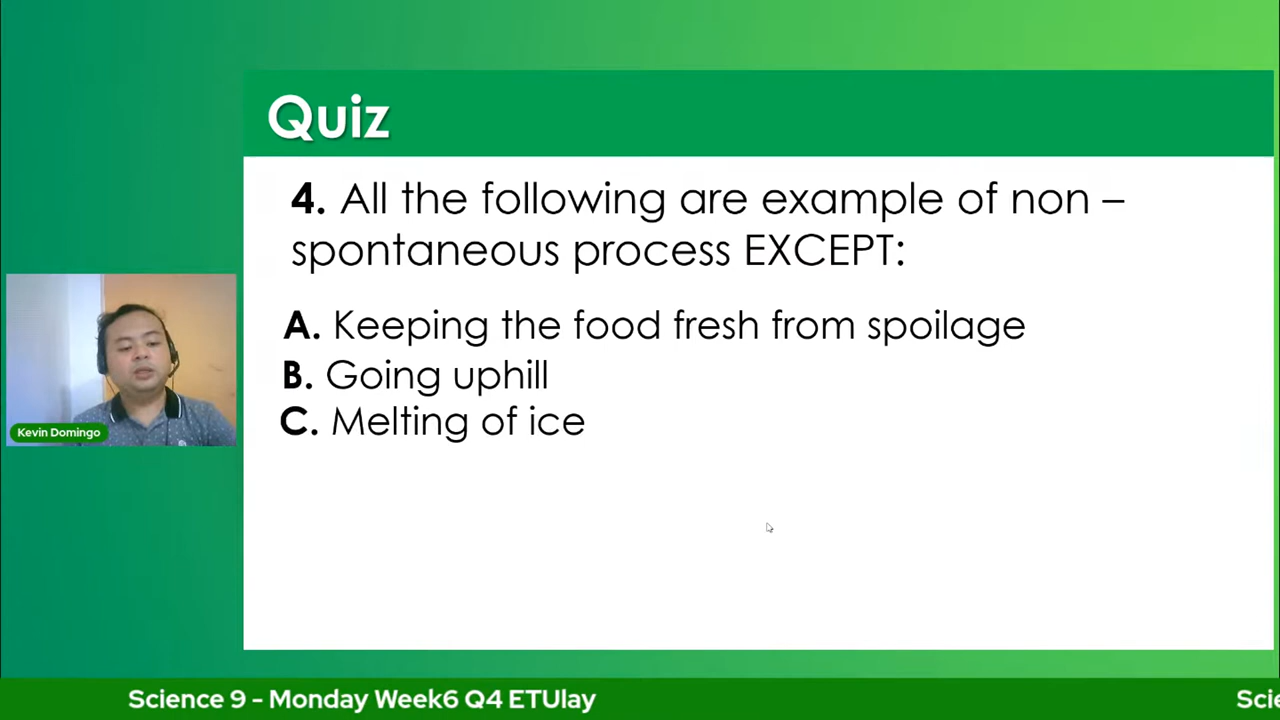 Quiz
4. All the following are example of non –
spontaneous process EXCEPT:
A. Keeping the food fresh from spoilage
B. Going uphill
C. Melting of ice
Kevin Domingo
Science 9 - Monday Week6 Q4 ETUlay
Scie